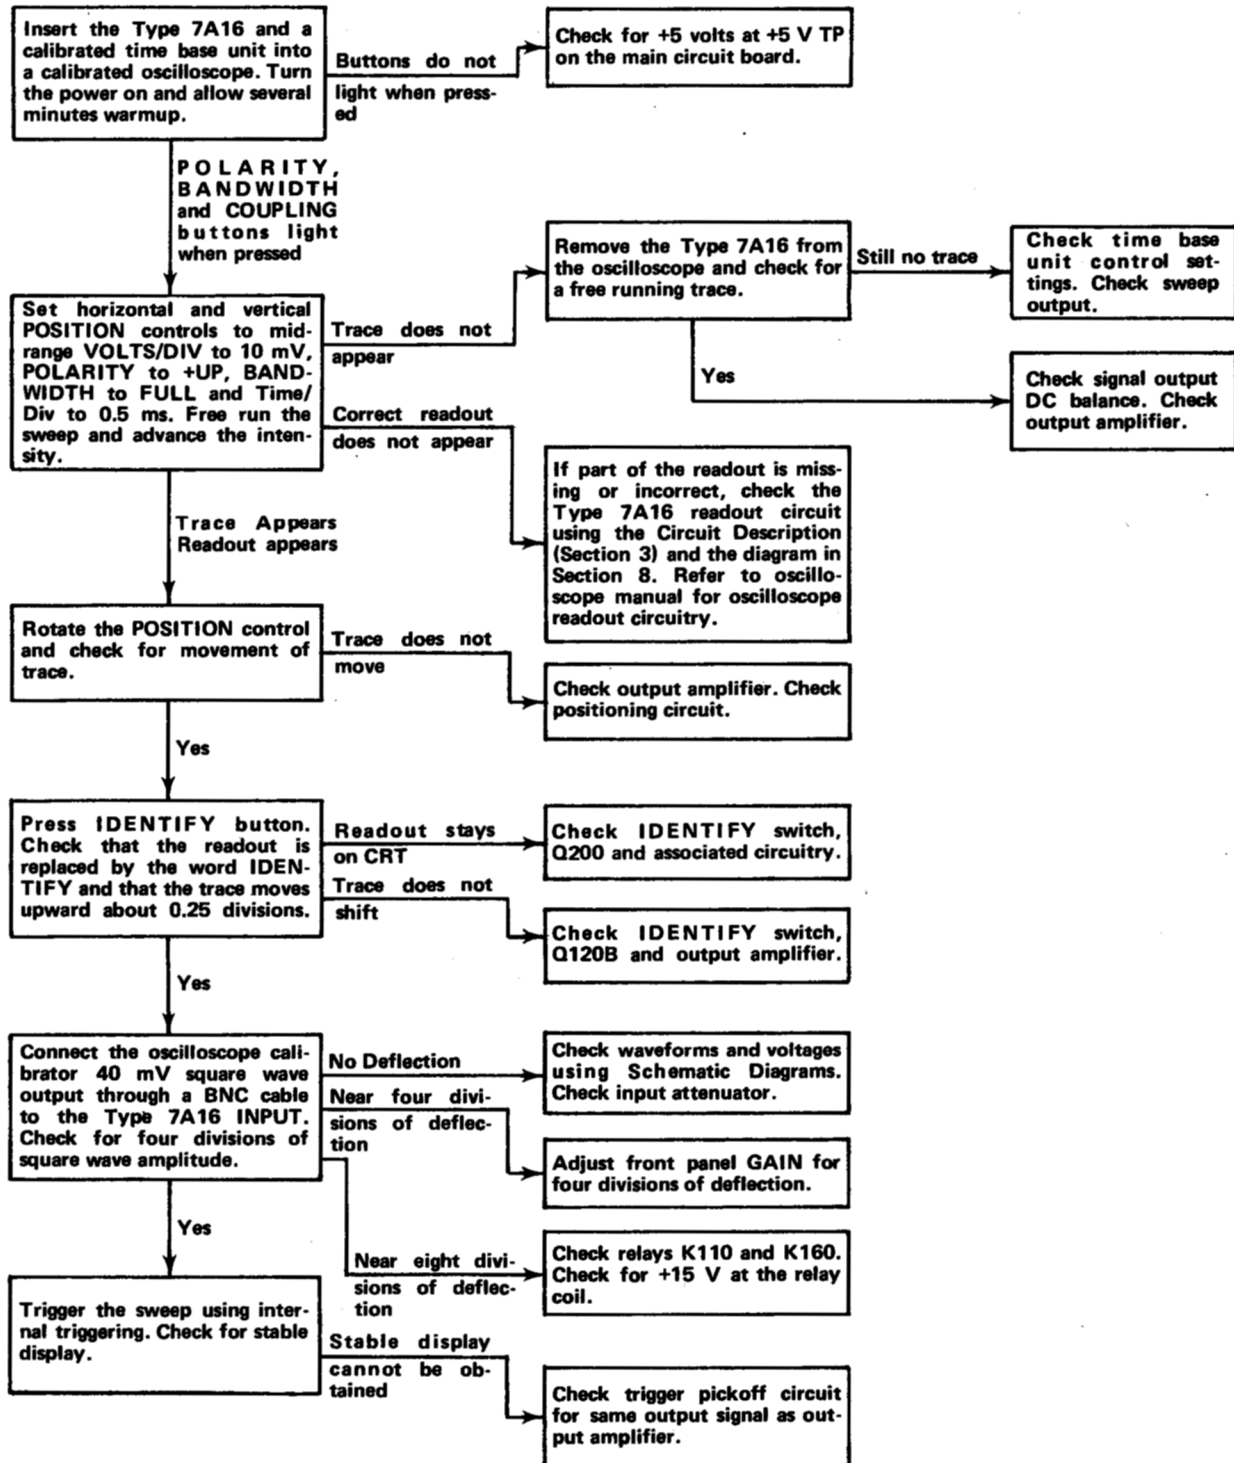 Insert the Type 7A16 and a
calibrated time base unit into
a calibrated oscilloscope. Turn
the power on and allow several
minutes warmup.
Buttons do not
light when press-
ed
Check for +5 volts at +5 V TP
on the main circuit board.
POLARITY,
BANDWIDTH
and COUPLING
buttons light
when pressed
Set horizontal and vertical
POSITION controls to mid-
range VOLTS/DIV to 10 mV,
POLARITY to +UP, BAND-
WIDTH to FULL and Time/
Div to 0.5 ms. Free run the
sweep and advance the inten-
sity.
Trace does not
appear
Remove the Type 7A16 from
the oscilloscope and check for
a free running trace.
Still no trace
Check time base
unit control set-
tings. Check sweep
output.
Yes
Check signal output
DC balance. Check
output amplifier.
Correct readout
does not appear
If part of the readout is miss-
ing or incorrect, check the
Type 7A16 readout circuit
using the Circuit Description
(Section 3) and the diagram in
Section 8. Refer to oscillo-
scope manual for oscilloscope
readout circuitry.
Trace Appears
Readout appears
Rotate the POSITION control
and check for movement of
trace.
Trace does not
move
Check output amplifier. Check
positioning circuit.
Yes
Press IDENTIFY button.
Check that the readout is
replaced by the word IDEN-
TIFY and that the trace moves
upward about 0.25 divisions.
Readout stays
on CRT
Check IDENTIFY switch,
Q200 and associated circuitry.
Trace does not
shift
Check IDENTIFY switch,
Q120B and output amplifier.
Yes
Connect the oscilloscope cali-
brator 40 mV square wave
output through a BNC cable
to the Type 7A16 INPUT.
Check for four divisions of
square wave amplitude.
No Deflection
Check waveforms and voltages
using Schematic Diagrams.
Check input attenuator.
Near four divi-
sions of deflec-
tion
Adjust front panel GAIN for
four divisions of deflection.
Near eight divi-
sions of deflec-
tion
Check relays K110 and K160.
Check for +15 V at the relay
coil.
Yes
Trigger the sweep using inter-
nal triggering. Check for stable
display.
Stable display
cannot be ob-
tained
Check trigger pickoff circuit
for same output signal as out-
put amplifier.